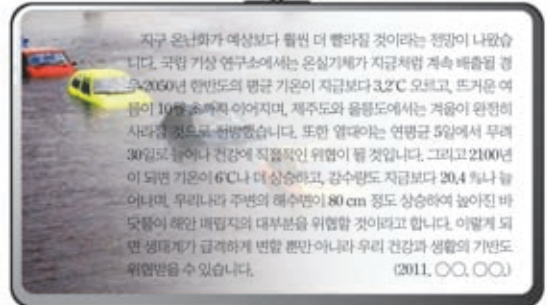 지구 온난화가 예상보다 훨씬 더 빨라질 것이라는 전망이 나왔습
니다. 국립 기상 연구소에서는 온실기체가 지금처럼 계속 배출될 경
우 2050년 한반도의 평균 기온이 지금보다 3.2℃ 오르고, 뜨거운 여
름이 10월 초까지 이어지며, 제주도와 울릉도에서는 겨울이 완전히
사라질 것으로 전망했습니다. 또한 열대야는 연평균 5일에서 무려
30일로 늘어나 건강에 직접적인 위협이 될 것입니다. 그리고 2100년
이 되면 기온이 6℃나 더 상승하고, 강수량도 지금보다 20.4 %나 늘
어나며, 우리나라 주변의 해수면이 80 cm 정도 상승하여 높아진 바
닷물이 해안 매립지의 대부분을 위협할 것이라고 합니다. 이렇게 되
면 생태계가 급격하게 변할 뿐만 아니라 우리 건강과 생활의 기반도
위협받을 수 있습니다. (2011. ○○. ○○.)